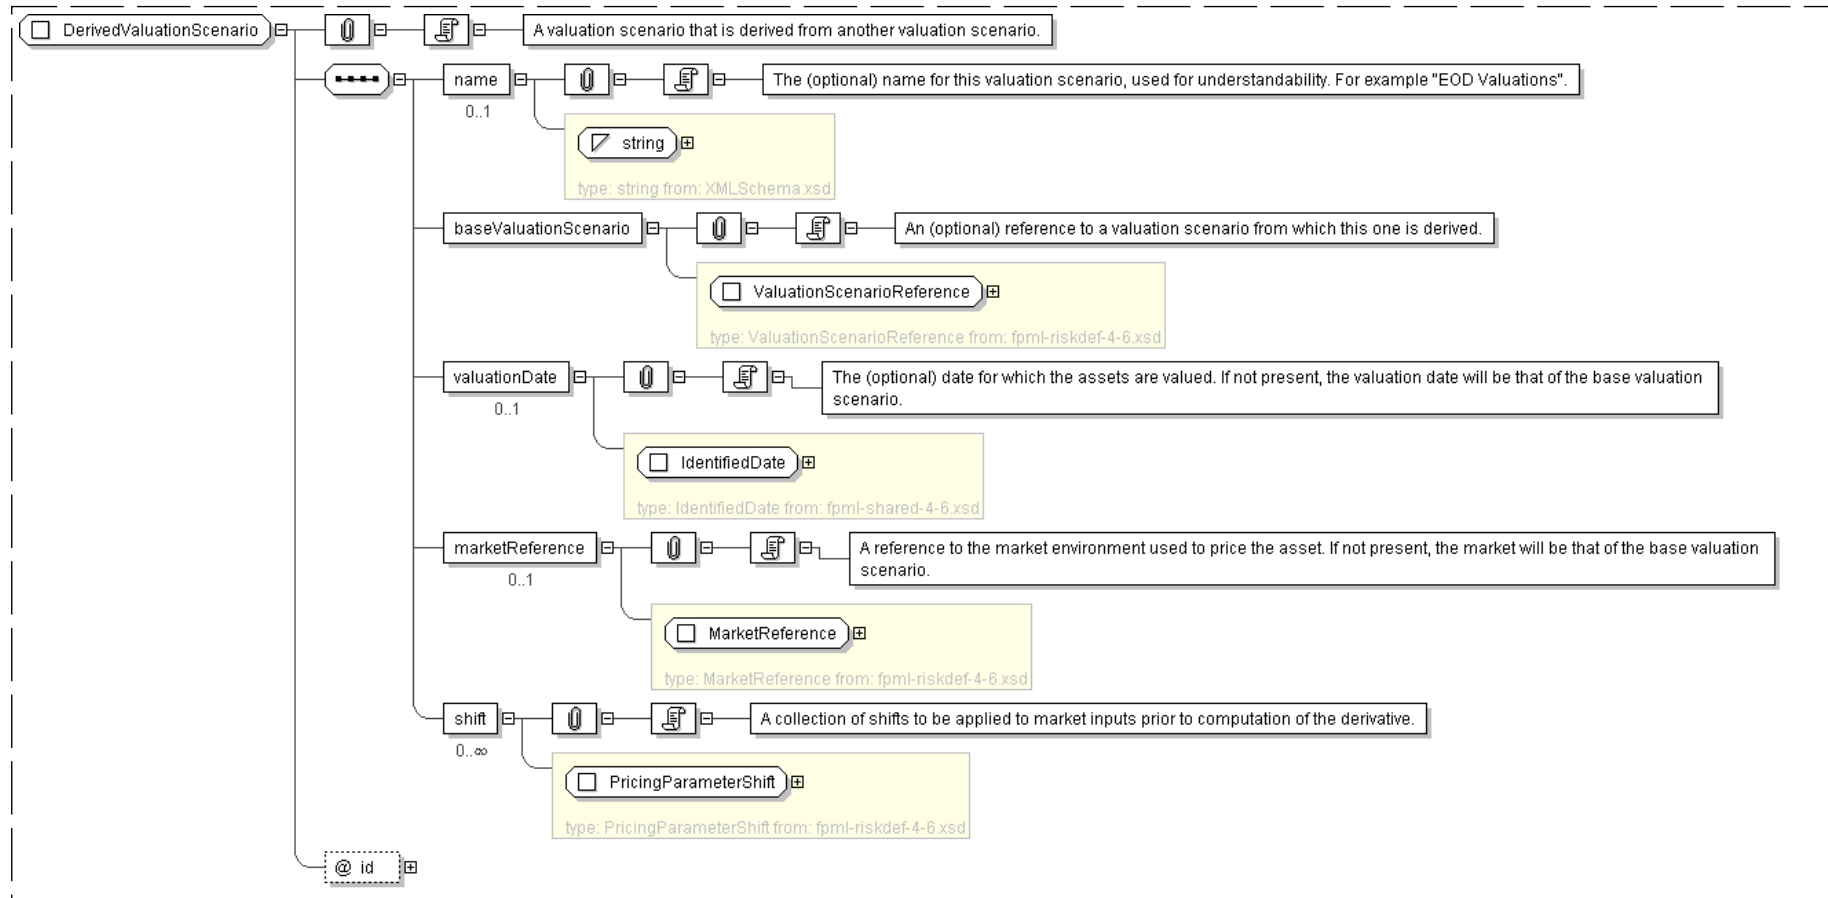 DerivedValuationScenario
A valuation scenario that is derived from another valuation scenario.
name
The (optional) name for this valuation scenario, used for understandability. For example "EOD Valuations".
0..1
string
type: string from: XMLSchema.xsd
baseValuationScenario
An (optional) reference to a valuation scenario from which this one is derived.
ValuationScenarioReference
type: ValuationScenarioReference from: fpml-riskdef-4-6.xsd
valuationDate
The (optional) date for which the assets are valued. If not present, the valuation date will be that of the base valuation
scenario.
0..1
IdentifiedDate
type: IdentifiedDate from: fpml-shared-4-6.xsd
marketReference
A reference to the market environment used to price the asset. If not present, the market will be that of the base valuation
scenario.
0..1
MarketReference
type: MarketReference from: fpml-riskdef-4-6.xsd
shift
A collection of shifts to be applied to market inputs prior to computation of the derivative.
0..∞
PricingParameterShift
type: PricingParameterShift from: fpml-riskdef-4-6.xsd
@ id